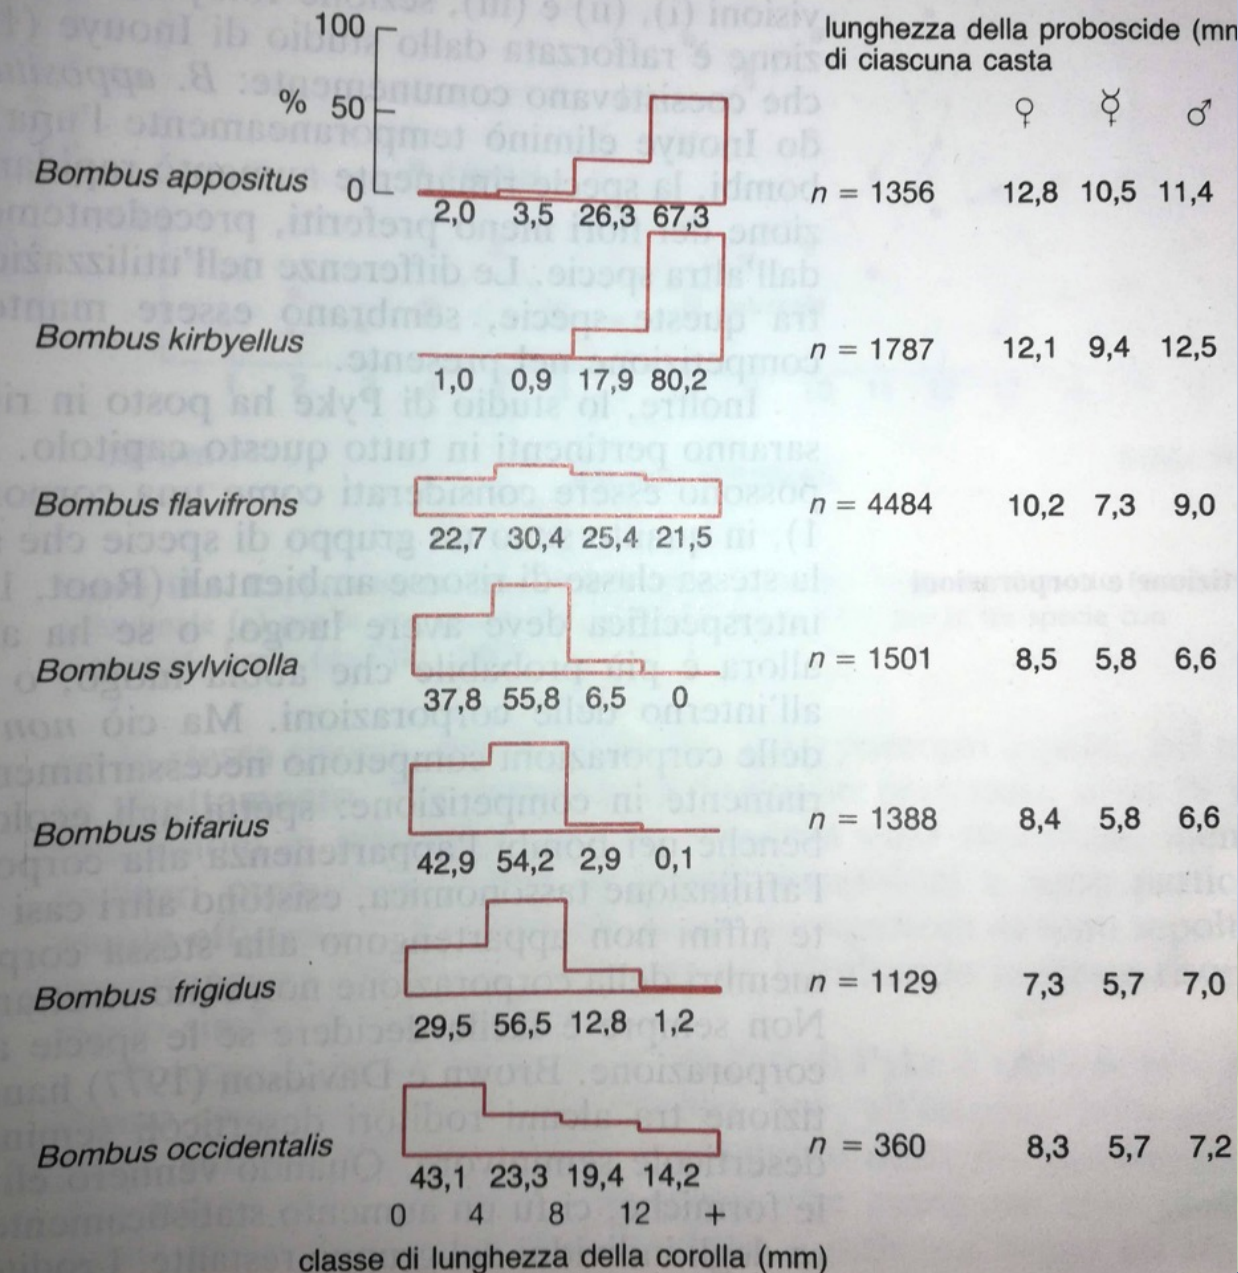 100 lunghezza della proboscide (mm
di ciascuna casta
% 50 ♀ ☿ ♂
Bombus appositus 0 n = 1356 12,8 10,5 11,4
2,0 3,5 26,3 67,3
Bombus kirbyellus n = 1787 12,1 9,4 12,5
1,0 0,9 17,9 80,2
Bombus flavifrons n = 4484 10,2 7,3 9,0
22,7 30,4 25,4 21,5
Bombus sylvicolla n = 1501 8,5 5,8 6,6
37,8 55,8 6,5 0
Bombus bifarius n = 1388 8,4 5,8 6,6
42,9 54,2 2,9 0,1
Bombus frigidus n = 1129 7,3 5,7 7,0
29,5 56,5 12,8 1,2
Bombus occidentalis n = 360 8,3 5,7 7,2
43,1 23,3 19,4 14,2
0 4 8 12 +
classe di lunghezza della corolla (mm)